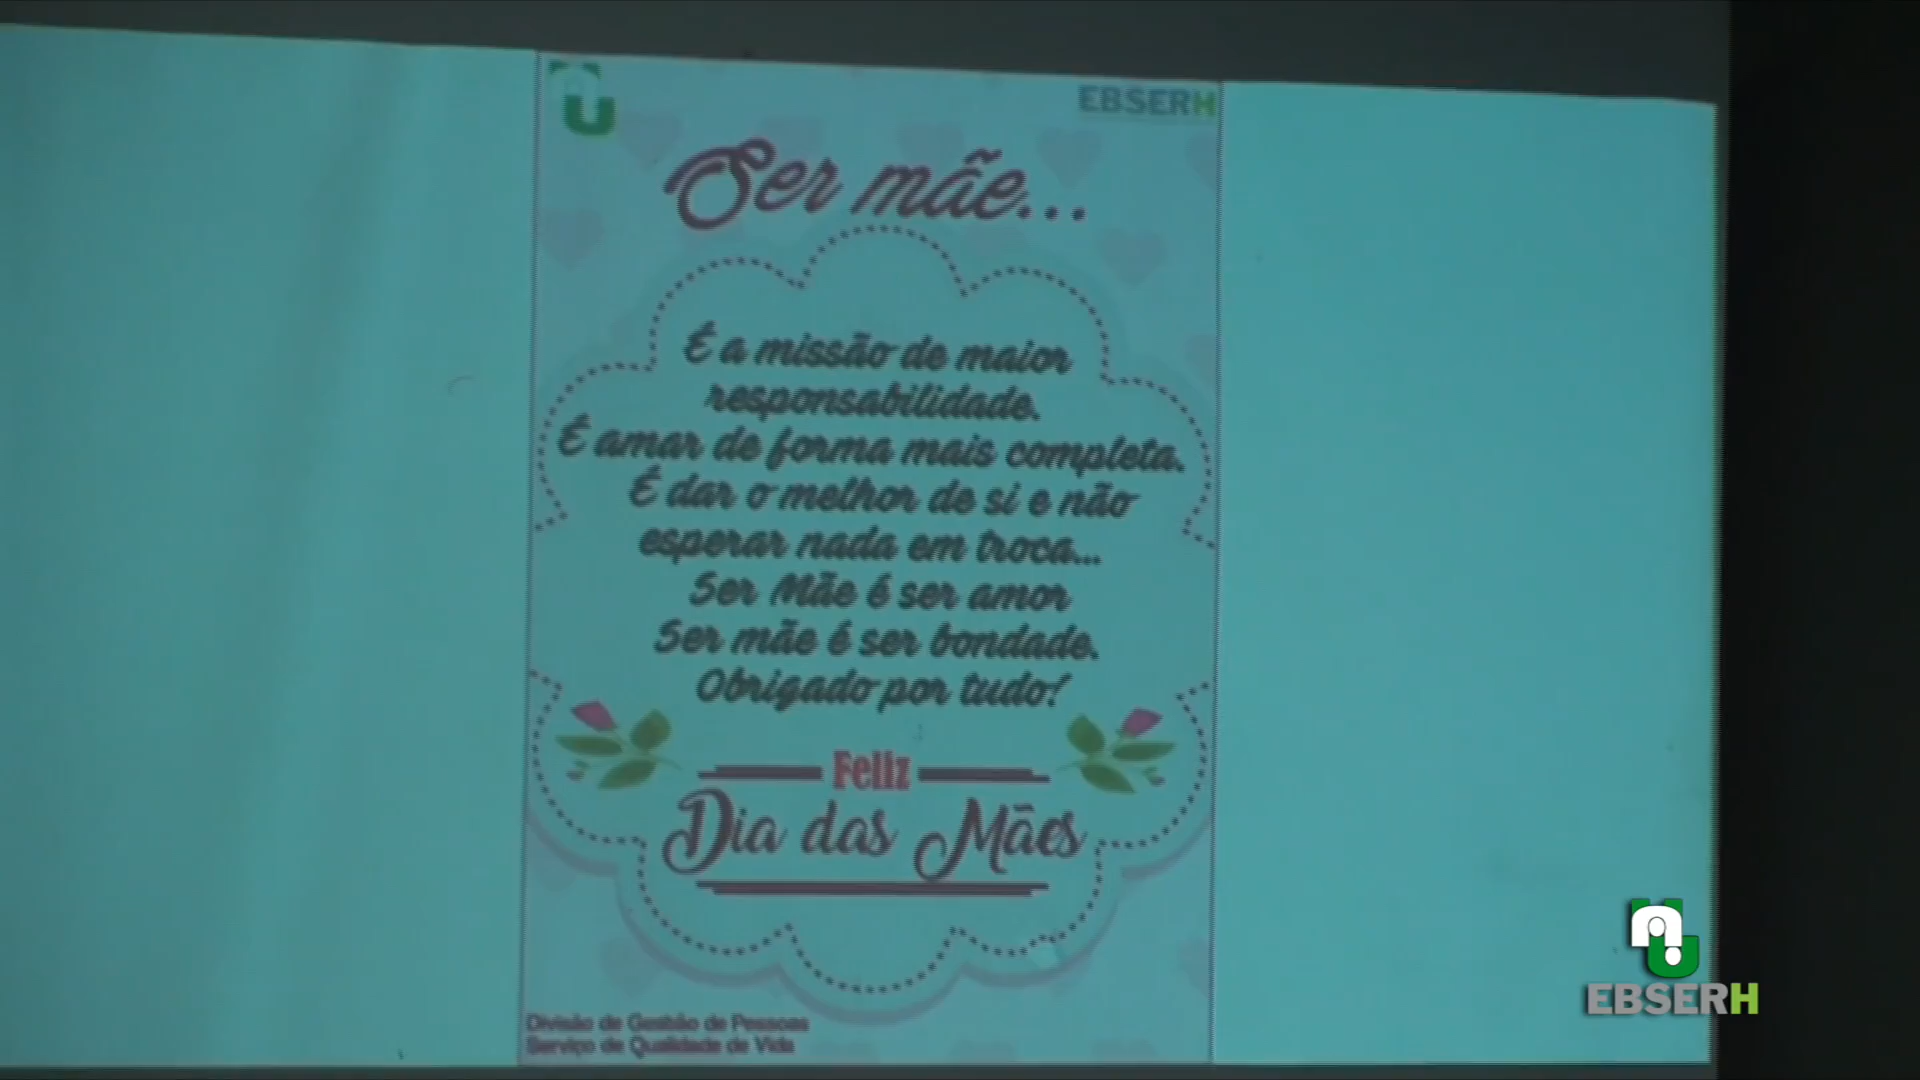 EBSERH
Ser mãe...
É a missão de maior
responsabilidade.
É amar de forma mais completa.
É dar o melhor de si e não
esperar nada em troca...
Ser Mãe é ser amor
Ser mãe é ser bondade.
Obrigado por tudo!
Feliz
Dia das Mães
Divisão de Gestão de Pessoas
Serviço de Qualidade de Vida
EBSERH